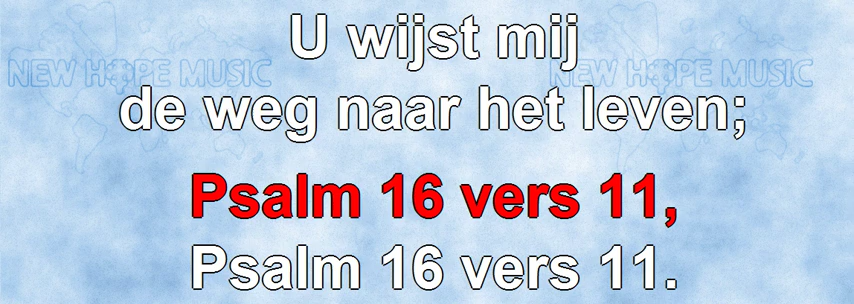 U wijst mij
NEW HOPE MUSIC NEW HOPE MUSIC
de weg naar het leven;
Psalm 16 vers 11,
Psalm 16 vers 11.